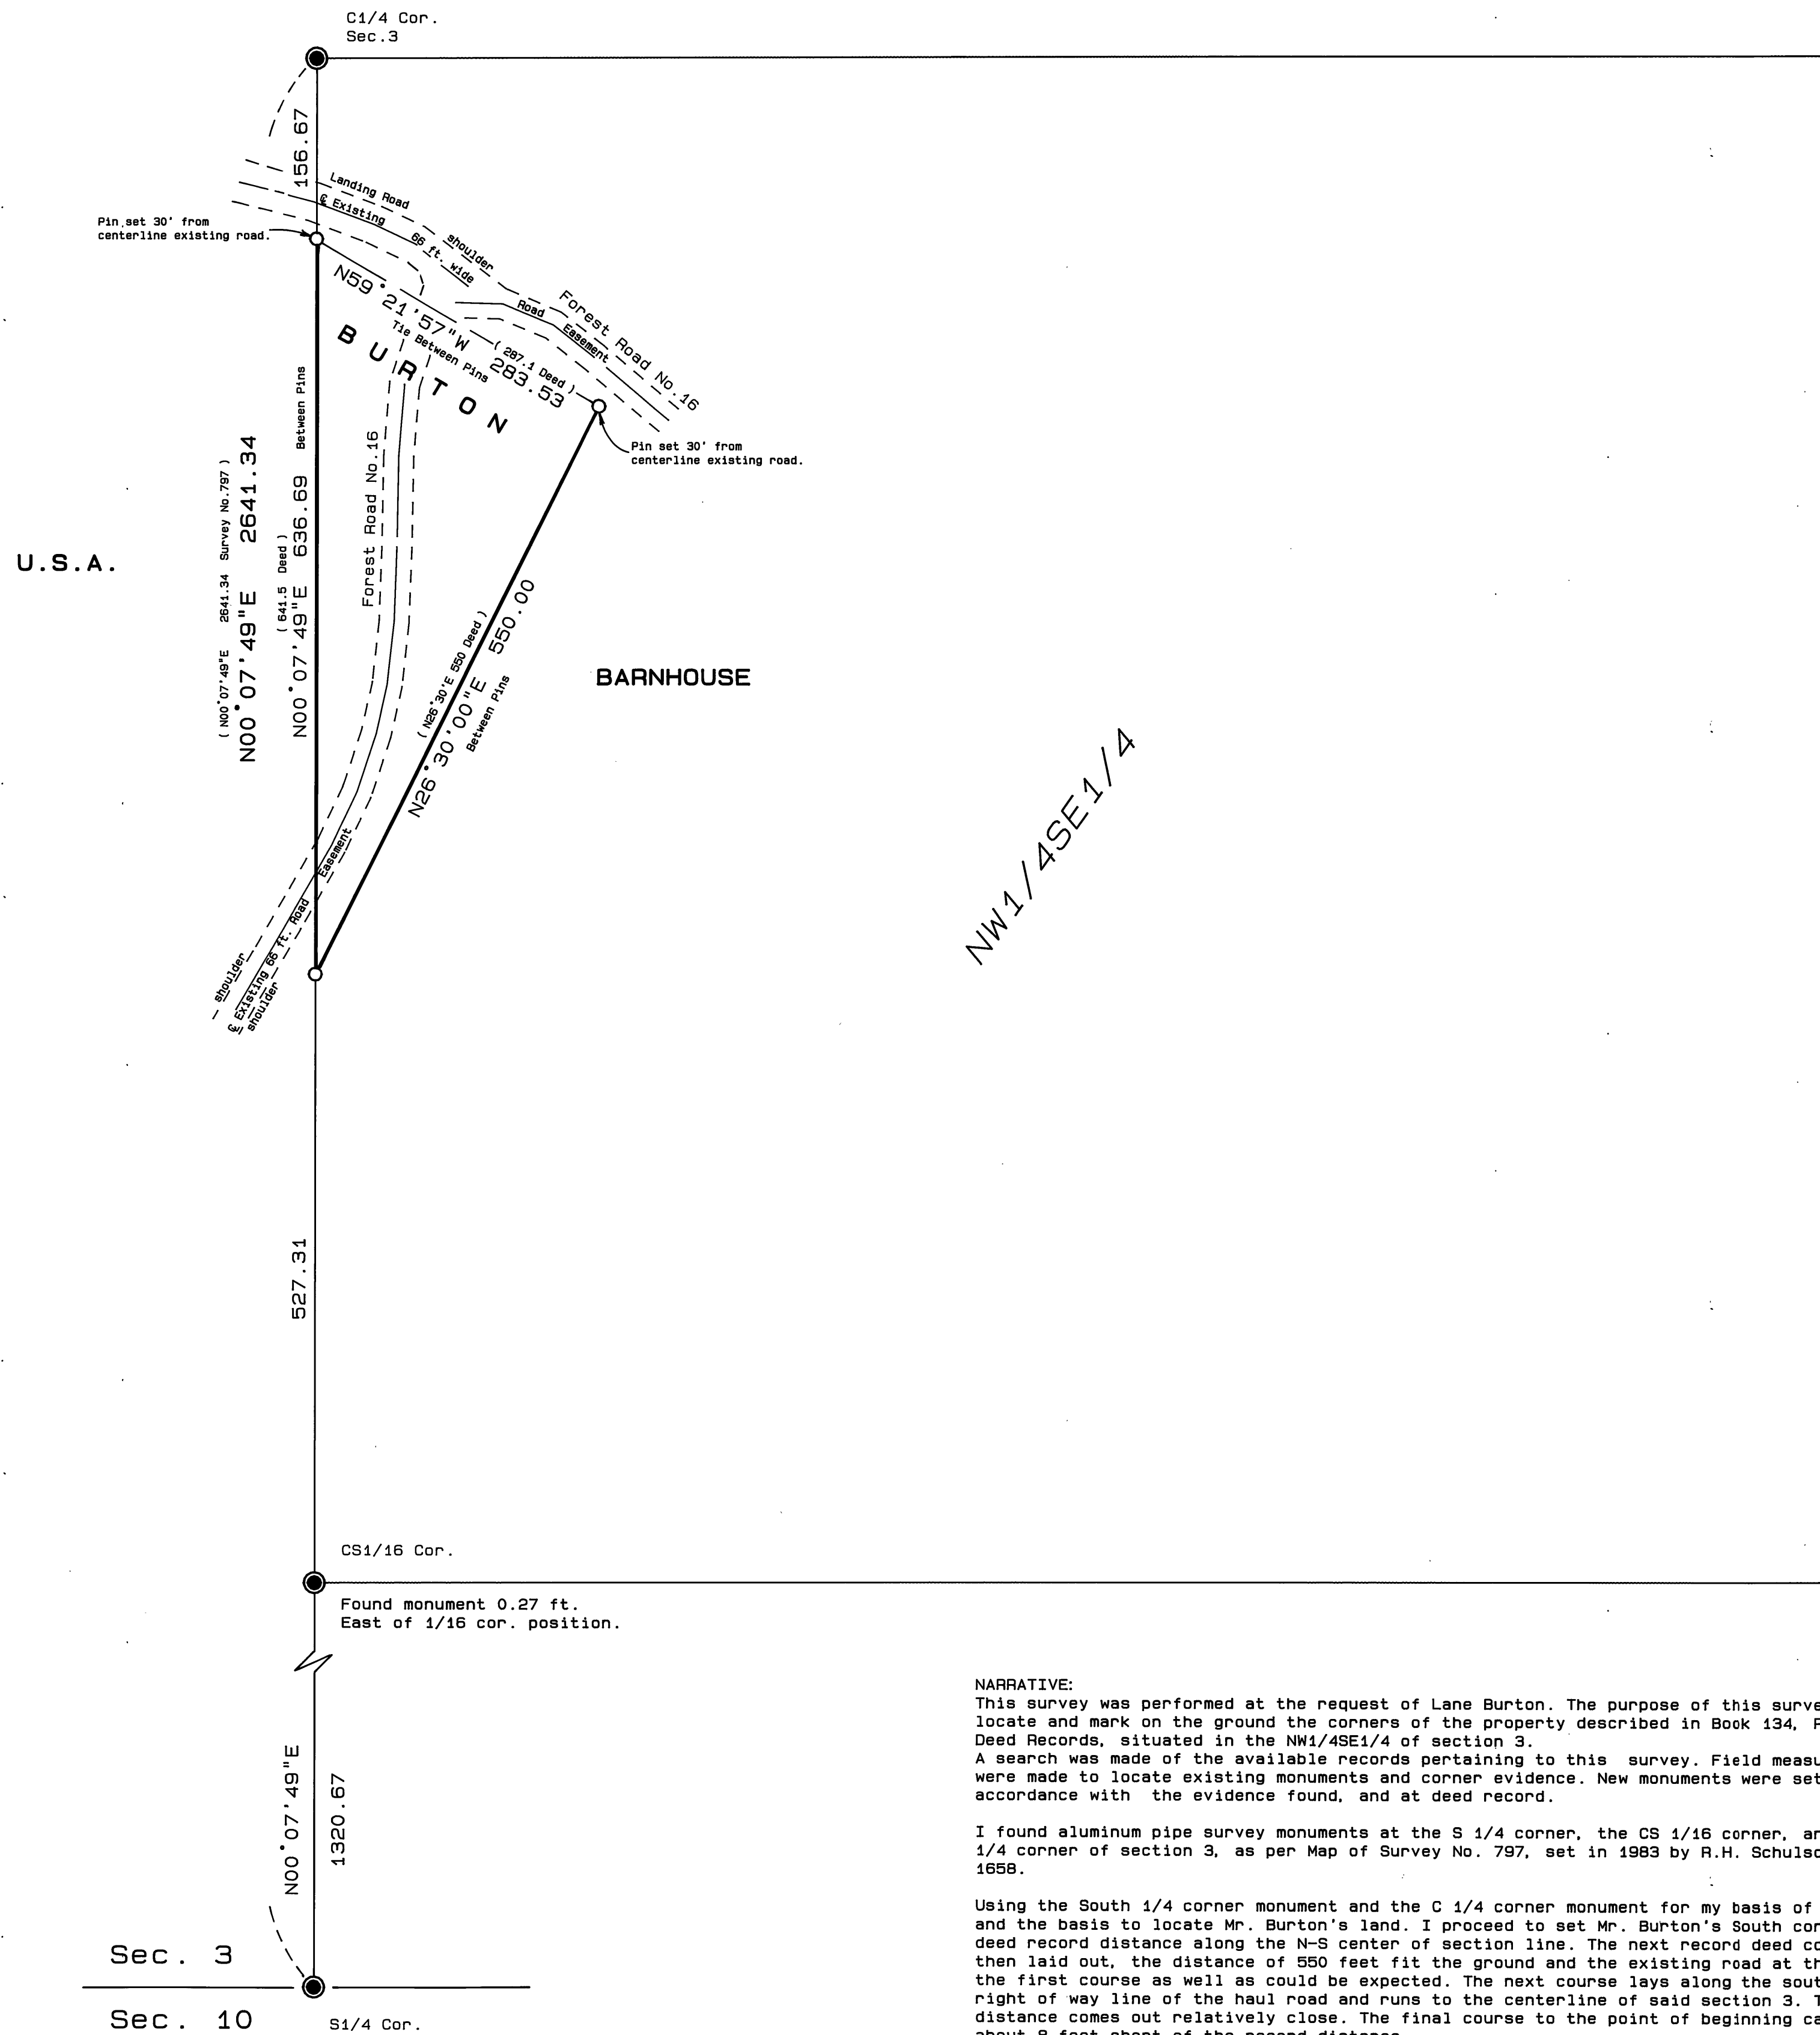 C1/4 Cor.
Sec.3
156.67
Landing Road
℄ Existing
66 ft. wide
shoulder
Pin set 30' from
centerline existing road.
Road
Easement
Forest Road No.16
N59°21'57"W 283.53
Tie Between Pins
( 287.1 Deed )
BURTON
Pin set 30' from
centerline existing road.
U.S.A.
( N00°07'49"E 2641.34 Survey No.797 )
N00°07'49"E 2641.34
( 641.5 Deed )
N00°07'49"E 636.69 Between Pins
Forest Road No.16
( N26°30'E 550 Deed )
N26°30'00"E 550.00
Between Pins
BARNHOUSE
NW1/4SE1/4
shoulder
℄ Existing 66 ft. Road Easement
shoulder
527.31
CS1/16 Cor.
Found monument 0.27 ft.
East of 1/16 cor. position.
N00°07'49"E
1320.67
Sec. 3
Sec. 10
S1/4 Cor.
NARRATIVE:
This survey was performed at the request of Lane Burton. The purpose of this surve
locate and mark on the ground the corners of the property described in Book 134,
Deed Records, situated in the NW1/4SE1/4 of section 3.
A search was made of the available records pertaining to this survey. Field measu
were made to locate existing monuments and corner evidence. New monuments were set
accordance with the evidence found, and at deed record.
I found aluminum pipe survey monuments at the S 1/4 corner, the CS 1/16 corner, an
1/4 corner of section 3, as per Map of Survey No. 797, set in 1983 by R.H. Schulso
1658.
Using the South 1/4 corner monument and the C 1/4 corner monument for my basis of
and the basis to locate Mr. Burton's land. I proceed to set Mr. Burton's South cor
deed record distance along the N-S center of section line. The next record deed co
then laid out, the distance of 550 feet fit the ground and the existing road at th
the first course as well as could be expected. The next course lays along the sout
right of way line of the haul road and runs to the centerline of said section 3. T
distance comes out relatively close. The final course to the point of beginning ca